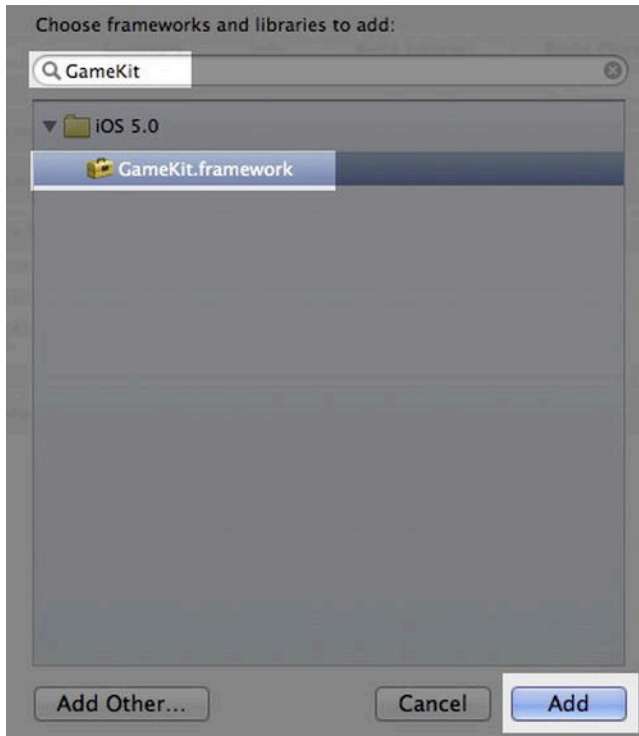 Choose frameworks and libraries to add:
GameKit
iOS 5.0
GameKit.framework
Add Other...
Cancel
Add